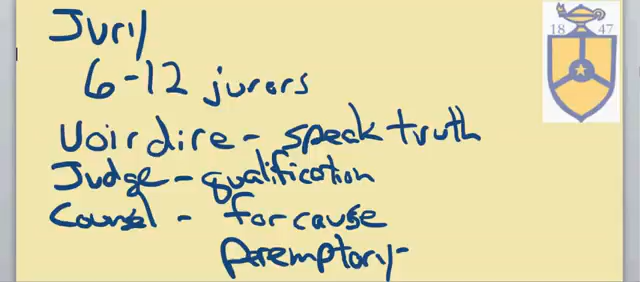 Jury
18 47
6-12 jurors
Voir dire - speak truth
Judge - qualification
Counsel - for cause
Peremptory-